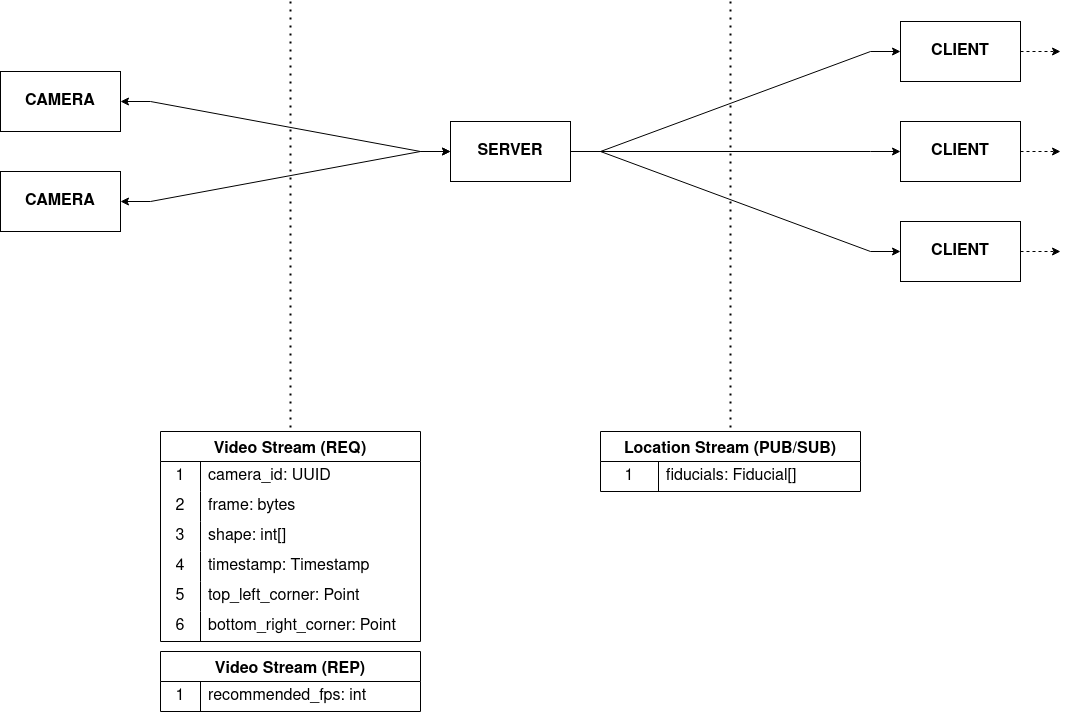 CLIENT
CAMERA
SERVER
CLIENT
CAMERA
CLIENT
Video Stream (REQ)
1 camera_id: UUID
2 frame: bytes
3 shape: int[]
4 timestamp: Timestamp
5 top_left_corner: Point
6 bottom_right_corner: Point
Video Stream (REP)
1 recommended_fps: int
Location Stream (PUB/SUB)
1 fiducials: Fiducial[]